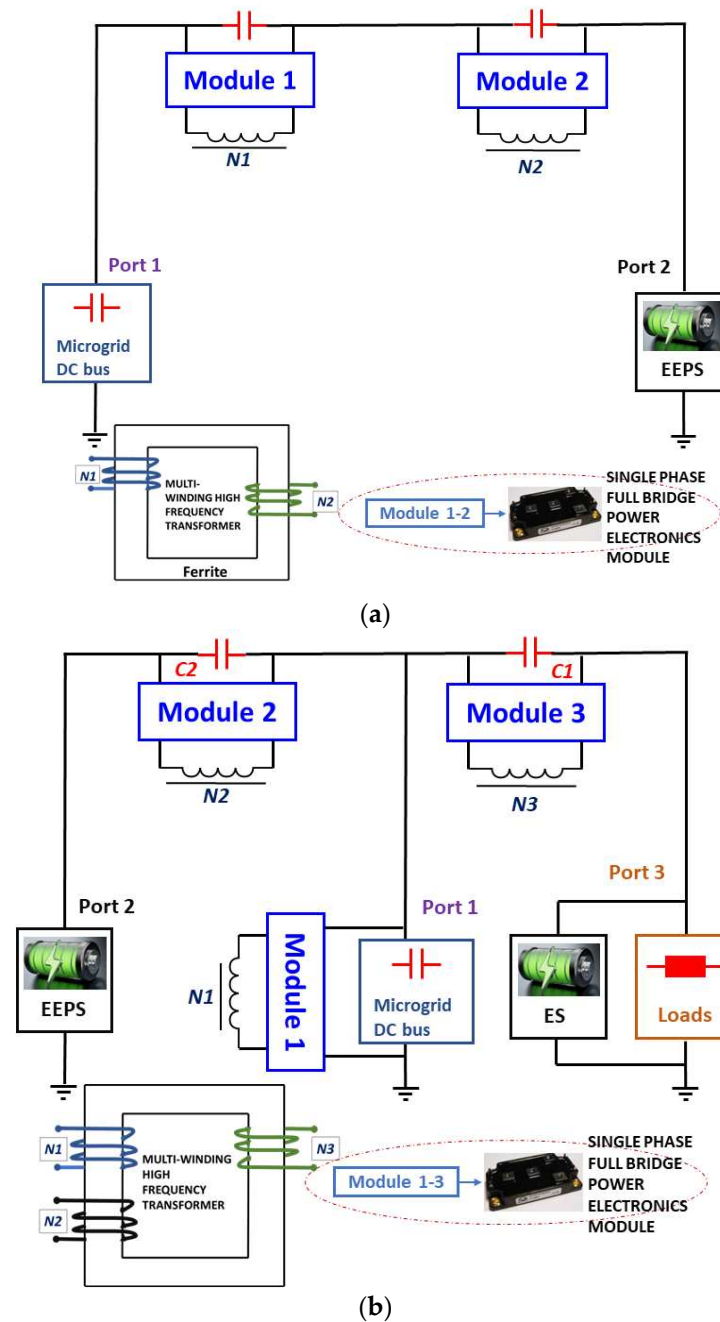 Module 1
Module 2
N1
N2
Port 1
Port 2
Microgrid
DC bus
EEPS
N1
MULTI-
WINDING HIGH
FREQUENCY
TRANSFORMER
N2
Ferrite
Module 1-2
SINGLE PHASE
FULL BRIDGE
POWER
ELECTRONICS
MODULE
(a)
C2
C1
Module 2
Module 3
N2
N3
Port 3
Port 2
Port 1
EEPS
N1
Module 1
Microgrid
DC bus
ES
Loads
N1
N2
MULTI-WINDING
HIGH
FREQUENCY
TRANSFORMER
N3
Module 1-3
SINGLE PHASE
FULL BRIDGE
POWER
ELECTRONICS
MODULE
(b)